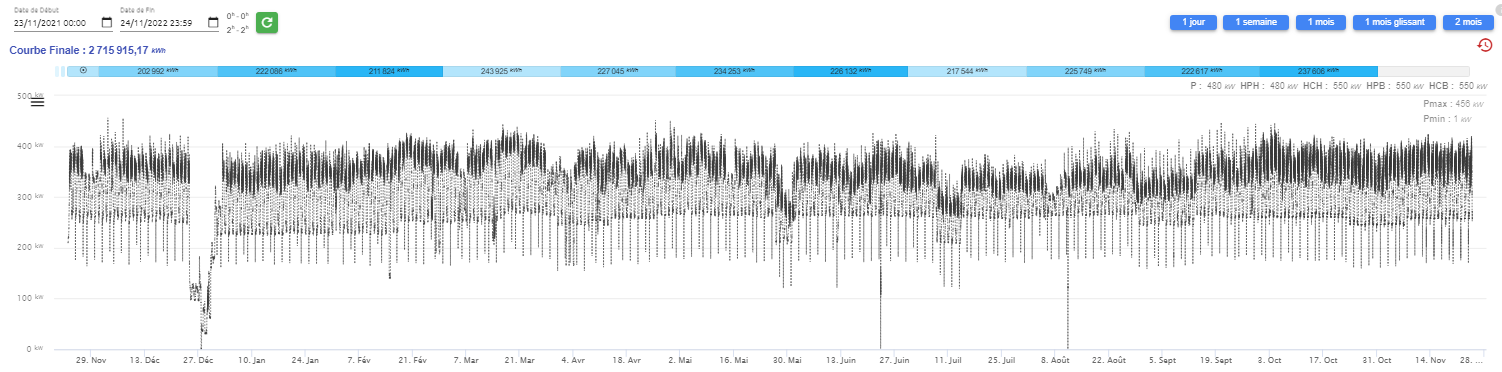 Date de Début
23/11/2021 00:00
Date de Fin
24/11/2022 23:59
0ʰ - 0ʰ
2ʰ - 2ʰ
1 jour
1 semaine
1 mois
1 mois glissant
2 mois
Courbe Finale : 2 715 915,17 kWh
202 992 kWh
222 086 kWh
211 824 kWh
243 925 kWh
227 045 kWh
234 253 kWh
226 132 kWh
217 544 kWh
225 749 kWh
222 617 kWh
237 606 kWh
P : 480 kW HPH : 480 kW HCH : 550 kW HPB : 550 kW HCB : 550 kW
Pmax : 456 kW
Pmin : 1 kW
500 kW
400 kW
300 kW
200 kW
100 kW
0 kW
29. Nov
13. Déc
27. Déc
10. Jan
24. Jan
7. Fév
21. Fév
7. Mar
21. Mar
4. Avr
18. Avr
2. Mai
16. Mai
30. Mai
13. Juin
27. Juin
11. Juil
25. Juil
8. Août
22. Août
5. Sept
19. Sept
3. Oct
17. Oct
31. Oct
14. Nov
28. ...